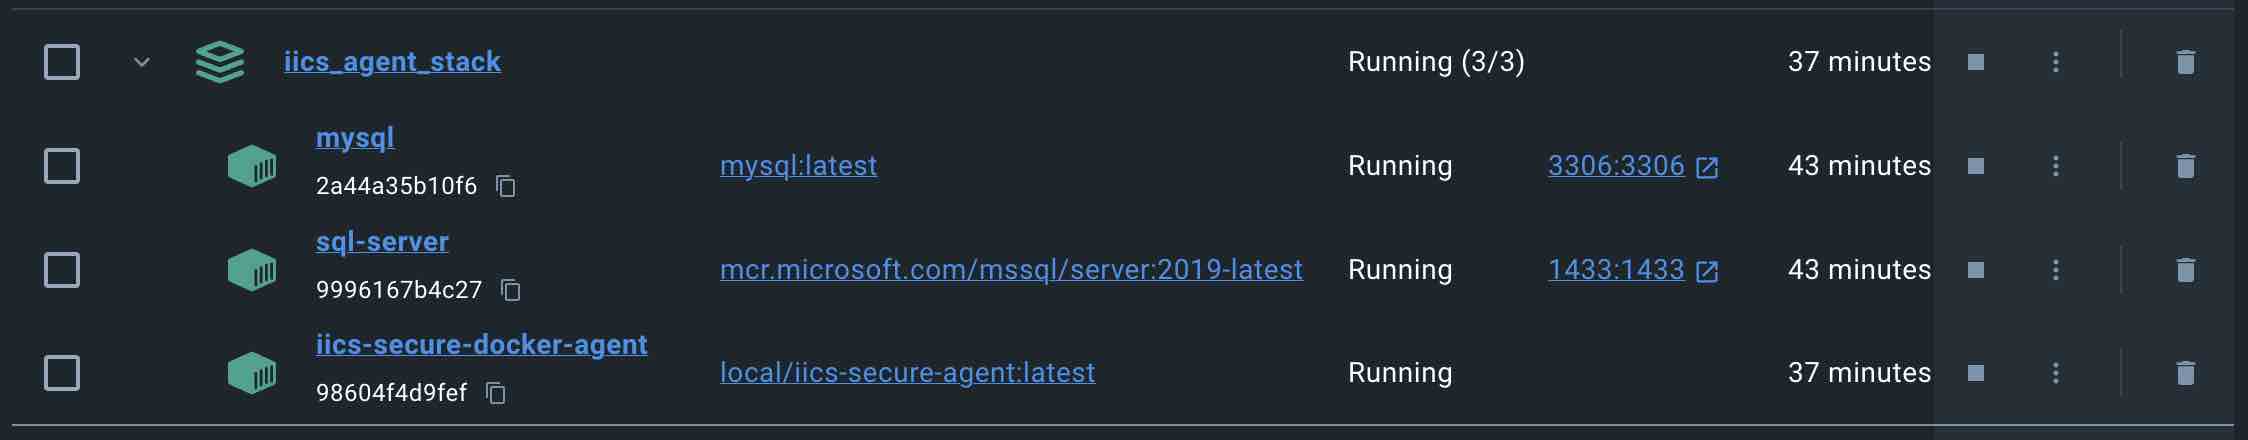 iics_agent_stack Running (3/3) 37 minutes
mysql
2a44a35b10f6 mysql:latest Running 3306:3306 43 minutes
sql-server
9996167b4c27 mcr.microsoft.com/mssql/server:2019-latest Running 1433:1433 43 minutes
iics-secure-docker-agent
98604f4d9fef local/iics-secure-agent:latest Running 37 minutes